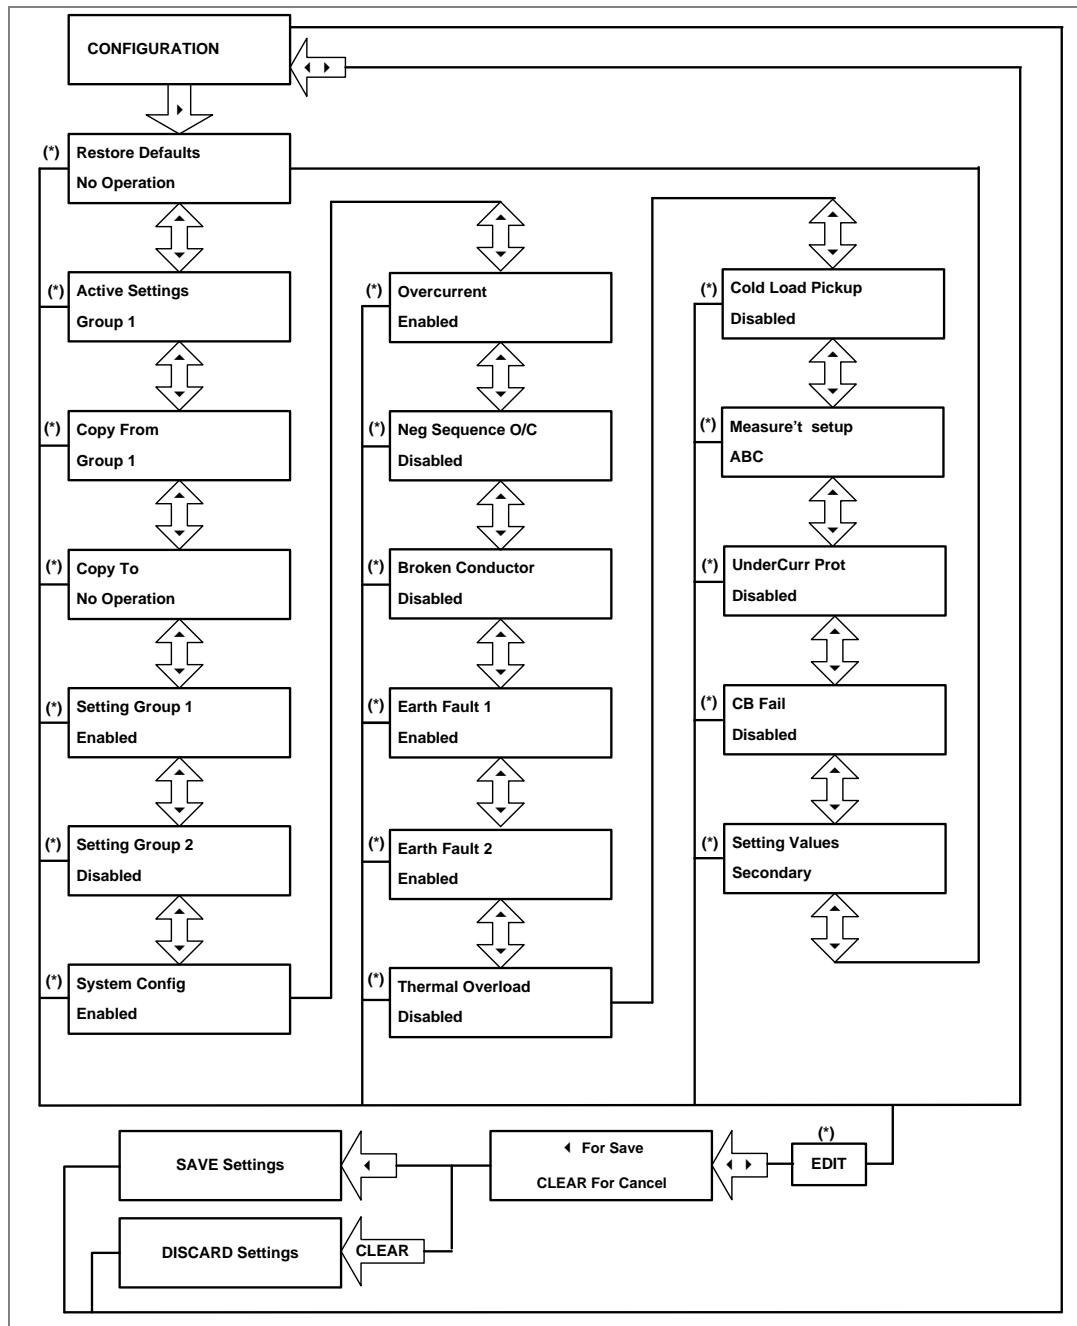 CONFIGURATION
(*)
Restore Defaults
No Operation
(*)
Active Settings
Group 1
(*)
Copy From
Group 1
(*)
Copy To
No Operation
(*)
Setting Group 1
Enabled
(*)
Setting Group 2
Disabled
(*)
System Config
Enabled
(*)
Overcurrent
Enabled
(*)
Neg Sequence O/C
Disabled
(*)
Broken Conductor
Disabled
(*)
Earth Fault 1
Enabled
(*)
Earth Fault 2
Enabled
(*)
Thermal Overload
Disabled
(*)
Cold Load Pickup
Disabled
(*)
Measure't setup
ABC
(*)
UnderCurr Prot
Disabled
(*)
CB Fail
Disabled
(*)
Setting Values
Secondary
(*)
EDIT
For Save
CLEAR For Cancel
SAVE Settings
CLEAR
DISCARD Settings